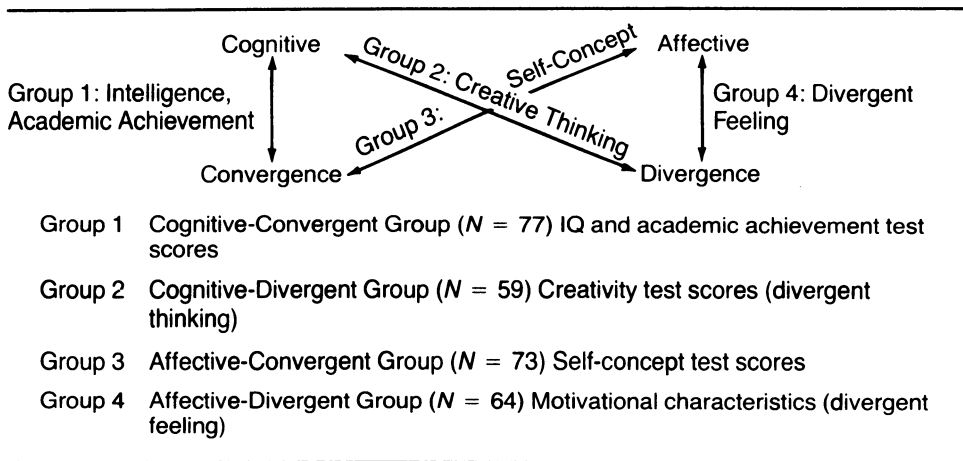 Cognitive
Affective
Group 2: Creative Thinking
Group 3: Self-Concept
Group 1: Intelligence,
Academic Achievement
Group 4: Divergent
Feeling
Convergence
Divergence
Group 1 Cognitive-Convergent Group (N = 77) IQ and academic achievement test
scores
Group 2 Cognitive-Divergent Group (N = 59) Creativity test scores (divergent
thinking)
Group 3 Affective-Convergent Group (N = 73) Self-concept test scores
Group 4 Affective-Divergent Group (N = 64) Motivational characteristics (divergent
feeling)